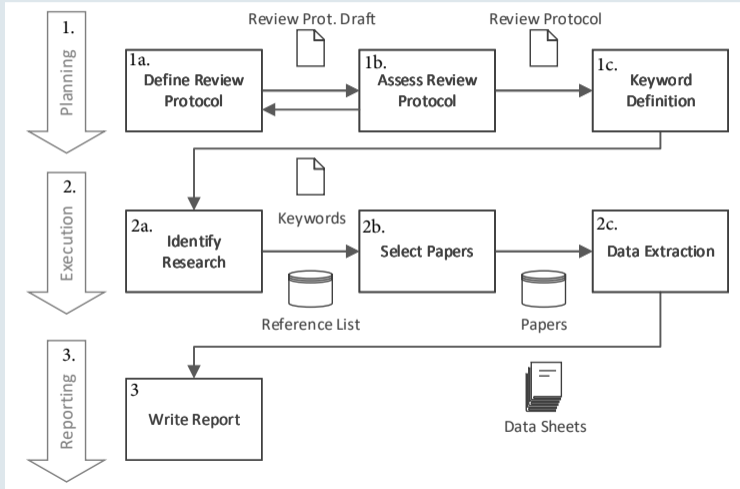 1.
Planning
Review Prot. Draft
Review Protocol
1a.
Define Review
Protocol
1b.
Assess Review
Protocol
1c.
Keyword
Definition
2.
Execution
Keywords
2a.
Identify
Research
2b.
Select Papers
2c.
Data Extraction
Reference List
Papers
3.
Reporting
3
Write Report
Data Sheets